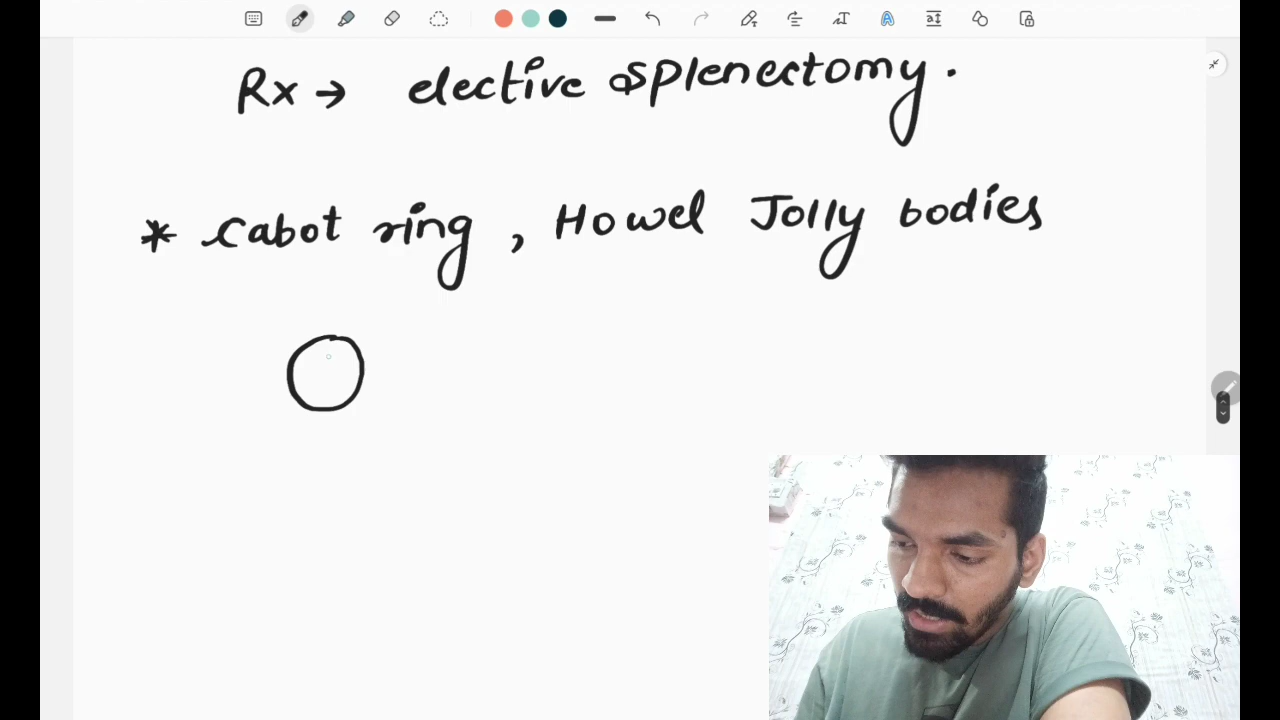 Rx → elective splenectomy.
* Cabot ring, Howel Jolly bodies